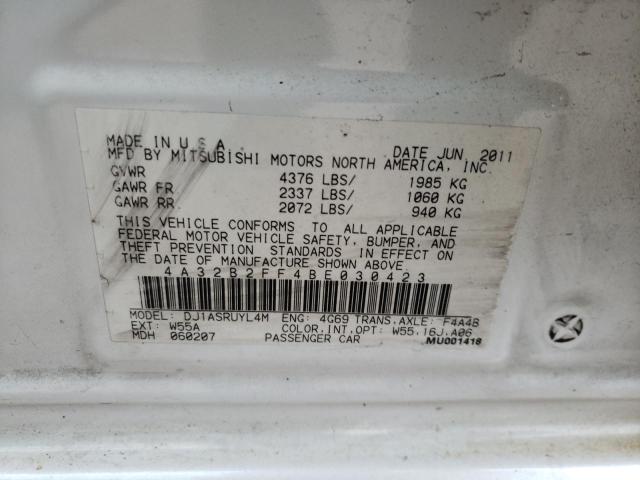 MADE IN U.S.A. DATE JUN 2011
MFD BY MITSUBISHI MOTORS NORTH AMERICA, INC.
GVWR 4376 LBS/ 1985 KG
GAWR FR. 2337 LBS/ 1060 KG
GAWR RR. 2072 LBS/ 940 KG
THIS VEHICLE CONFORMS TO ALL APPLICABLE
FEDERAL MOTOR VEHICLE SAFETY, BUMPER, AND
THEFT PREVENTION STANDARDS IN EFFECT ON
THE DATE OF MANUFACTURE SHOWN ABOVE.
4A32B2FF4BE030423
MODEL: DJ1ASRUYL4M ENG: 4G69 TRANS.AXLE: F4A4B
EXT: W55A COLOR.INT.OPT: W55.16J.A06
MDH 060207 PASSENGER CAR MU001418